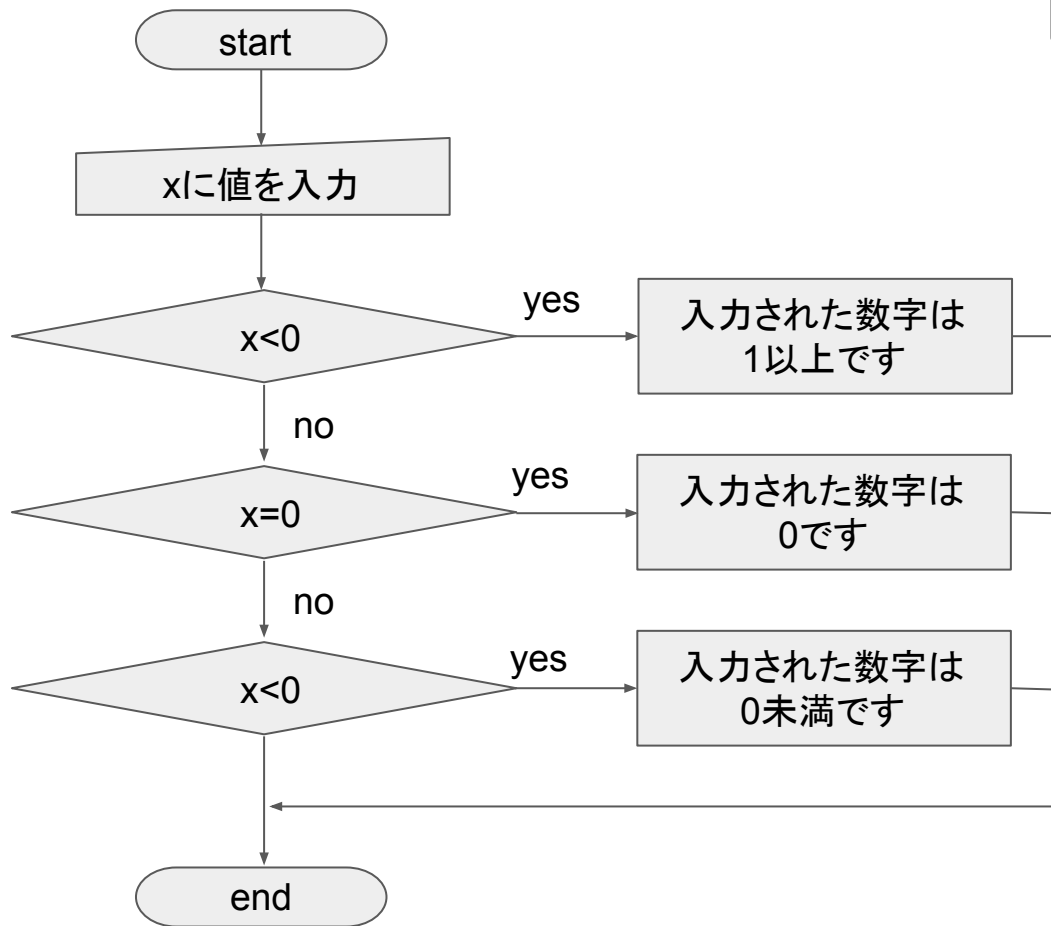 start
xに値を入力
x<0
yes
入力された数字は
1以上です
no
x=0
yes
入力された数字は
0です
no
x<0
yes
入力された数字は
0未満です
end